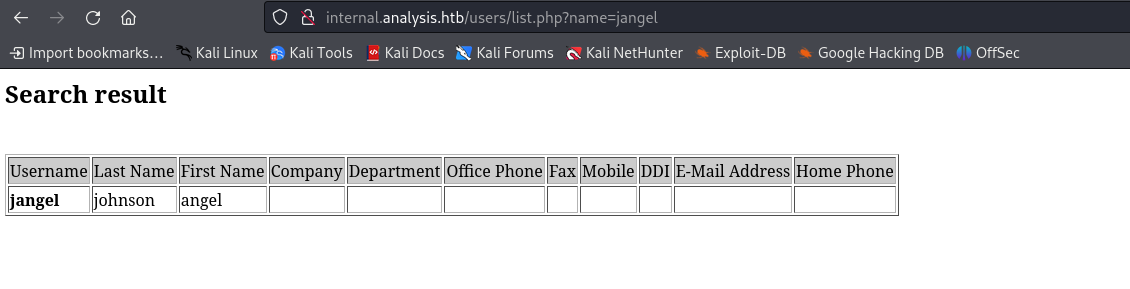 internal.analysis.htb/users/list.php?name=jangel
Import bookmarks... Kali Linux Kali Tools Kali Docs Kali Forums Kali NetHunter Exploit-DB Google Hacking DB OffSec
Search result
Username Last Name First Name Company Department Office Phone Fax Mobile DDI E-Mail Address Home Phone
jangel johnson angel